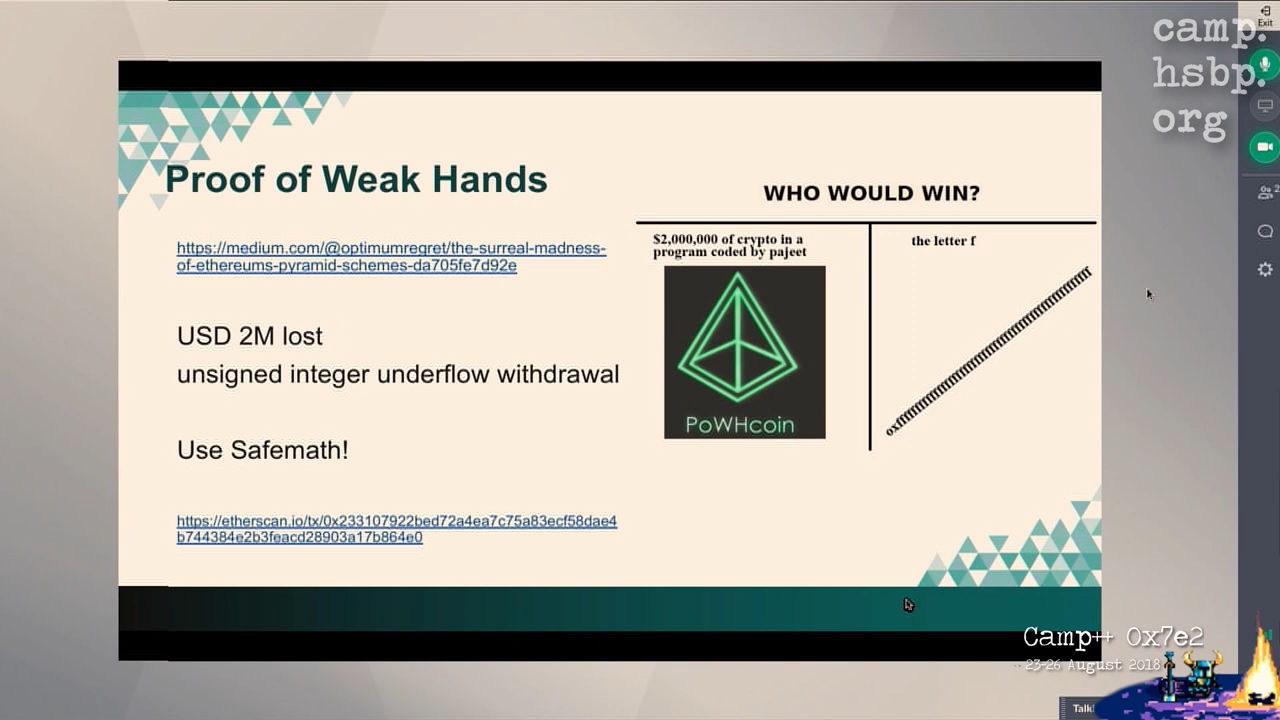 camp.
hsbp.
org
Exit
Proof of Weak Hands
https://medium.com/@optimumregret/the-surreal-madness-
of-ethereums-pyramid-schemes-da705fe7d92e
USD 2M lost
unsigned integer underflow withdrawal
Use Safemath!
https://etherscan.io/tx/0x233107922bed72a4ea7c75a83ecf58dae4
b744384e2b3feacd28903a17b864e0
WHO WOULD WIN?
$2,000,000 of crypto in a
program coded by pajeet
PoWHcoin
the letter f
Camp++ 0x7e2
23-26 August 2018
Talk